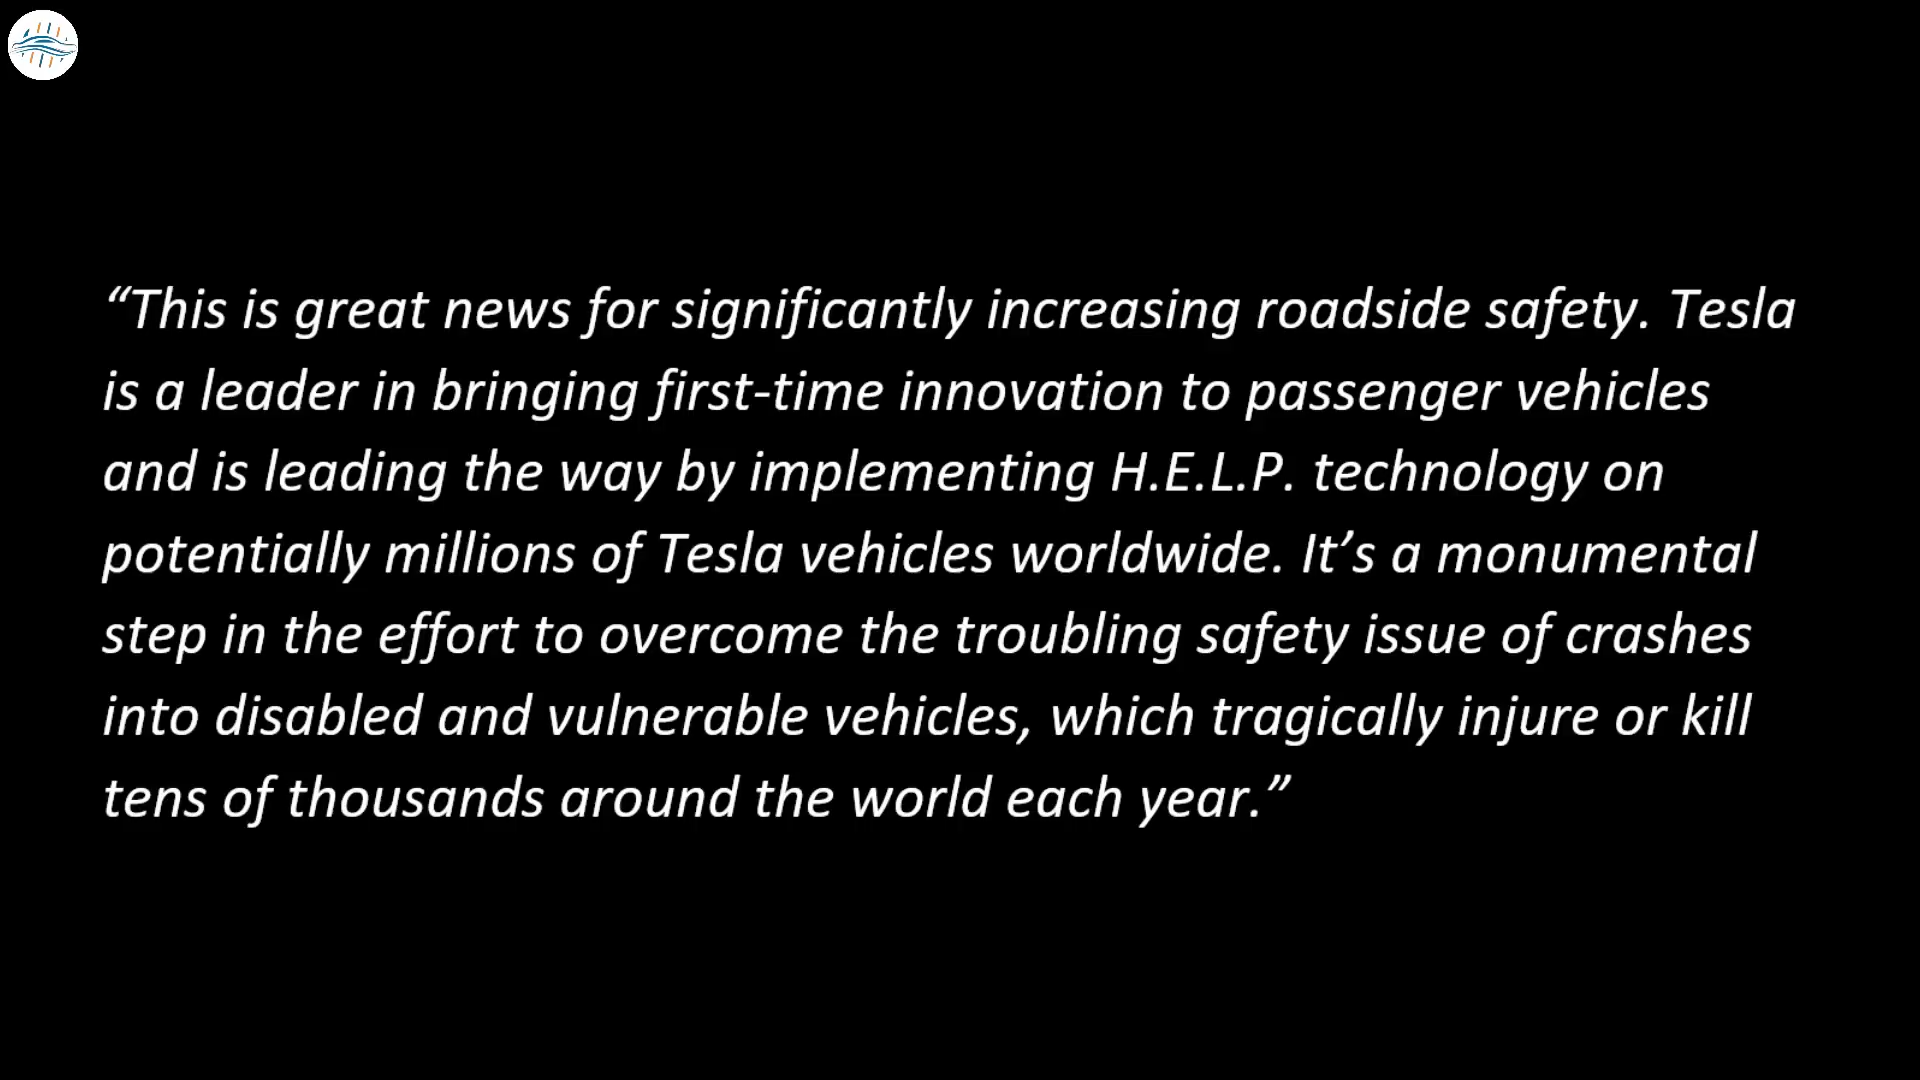 “This is great news for significantly increasing roadside safety. Tesla
is a leader in bringing first-time innovation to passenger vehicles
and is leading the way by implementing H.E.L.P. technology on
potentially millions of Tesla vehicles worldwide. It’s a monumental
step in the effort to overcome the troubling safety issue of crashes
into disabled and vulnerable vehicles, which tragically injure or kill
tens of thousands around the world each year.”